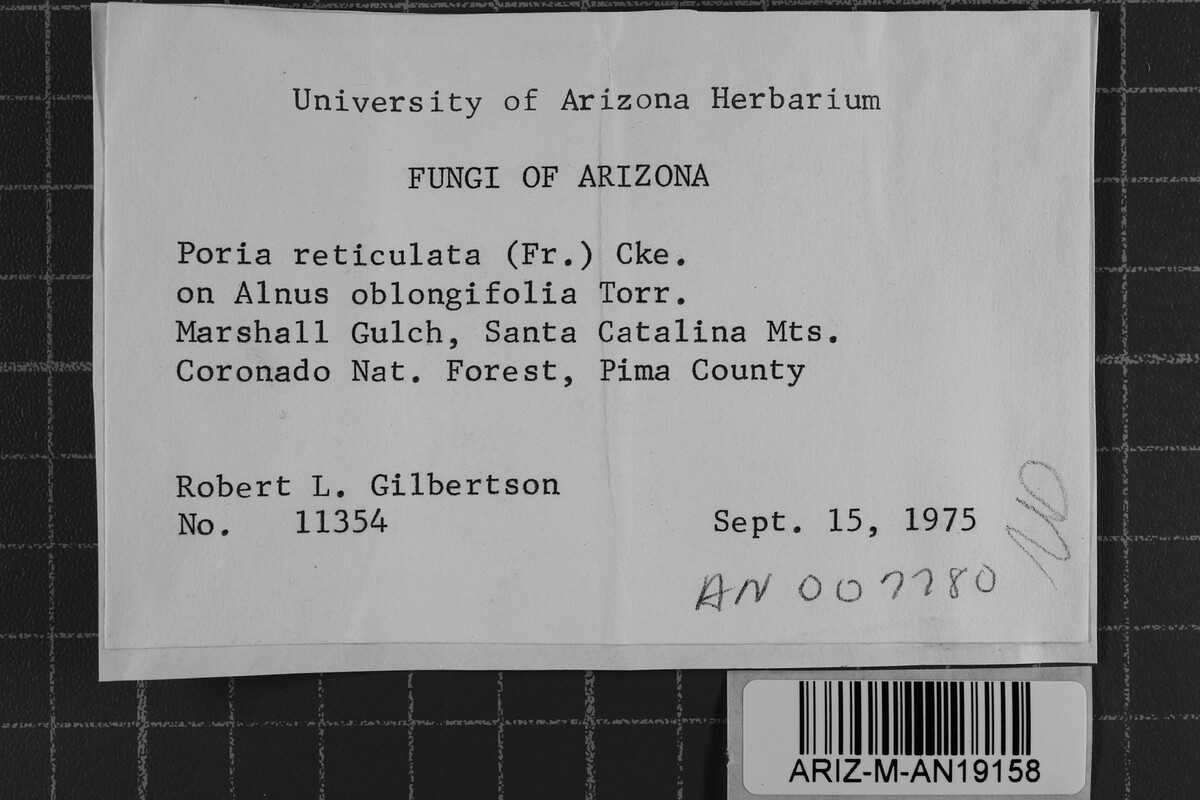 University of Arizona Herbarium
FUNGI OF ARIZONA
Poria reticulata (Fr.) Cke.
on Alnus oblongifolia Torr.
Marshall Gulch, Santa Catalina Mts.
Coronado Nat. Forest, Pima County
Robert L. Gilbertson
No. 11354
Sept. 15, 1975
AN 007780
ARIZ-M-AN19158